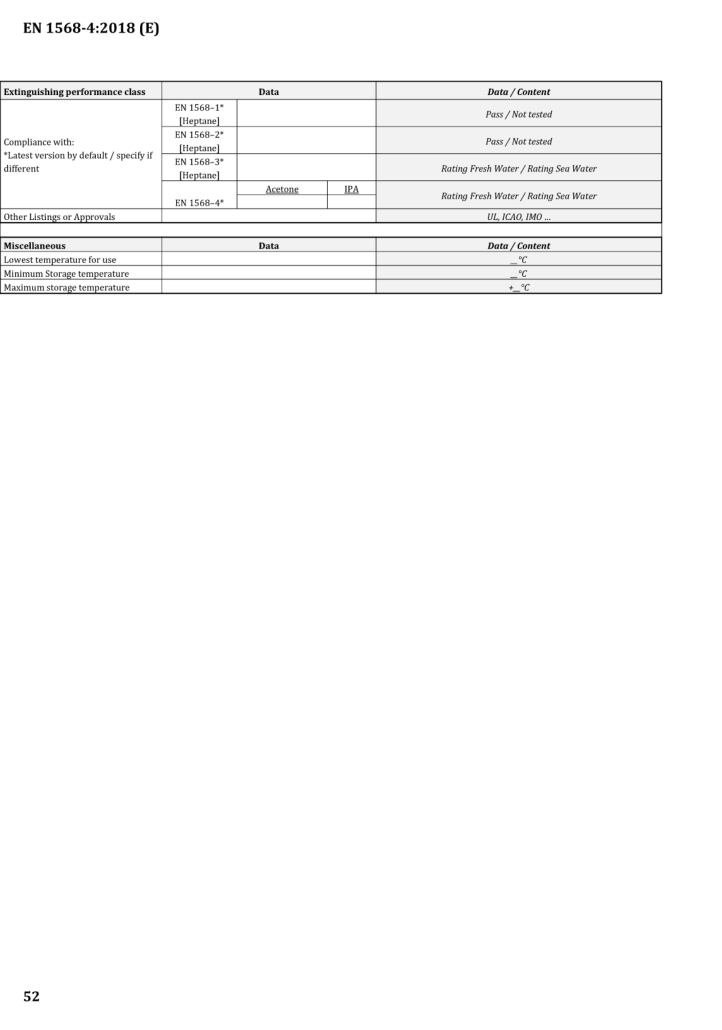 EN 1568-4:2018 (E)
Extinguishing performance class Data Data / Content
EN 1568–1*
[Heptane]
Pass / Not tested
EN 1568–2*
[Heptane]
Pass / Not tested
Compliance with:
*Latest version by default / specify if
different
EN 1568–3*
[Heptane]
Rating Fresh Water / Rating Sea Water
Acetone IPA
EN 1568–4*
Rating Fresh Water / Rating Sea Water
Other Listings or Approvals UL, ICAO, IMO ...
Miscellaneous Data Data / Content
Lowest temperature for use __°C
Minimum Storage temperature __°C
Maximum storage temperature +__°C
52